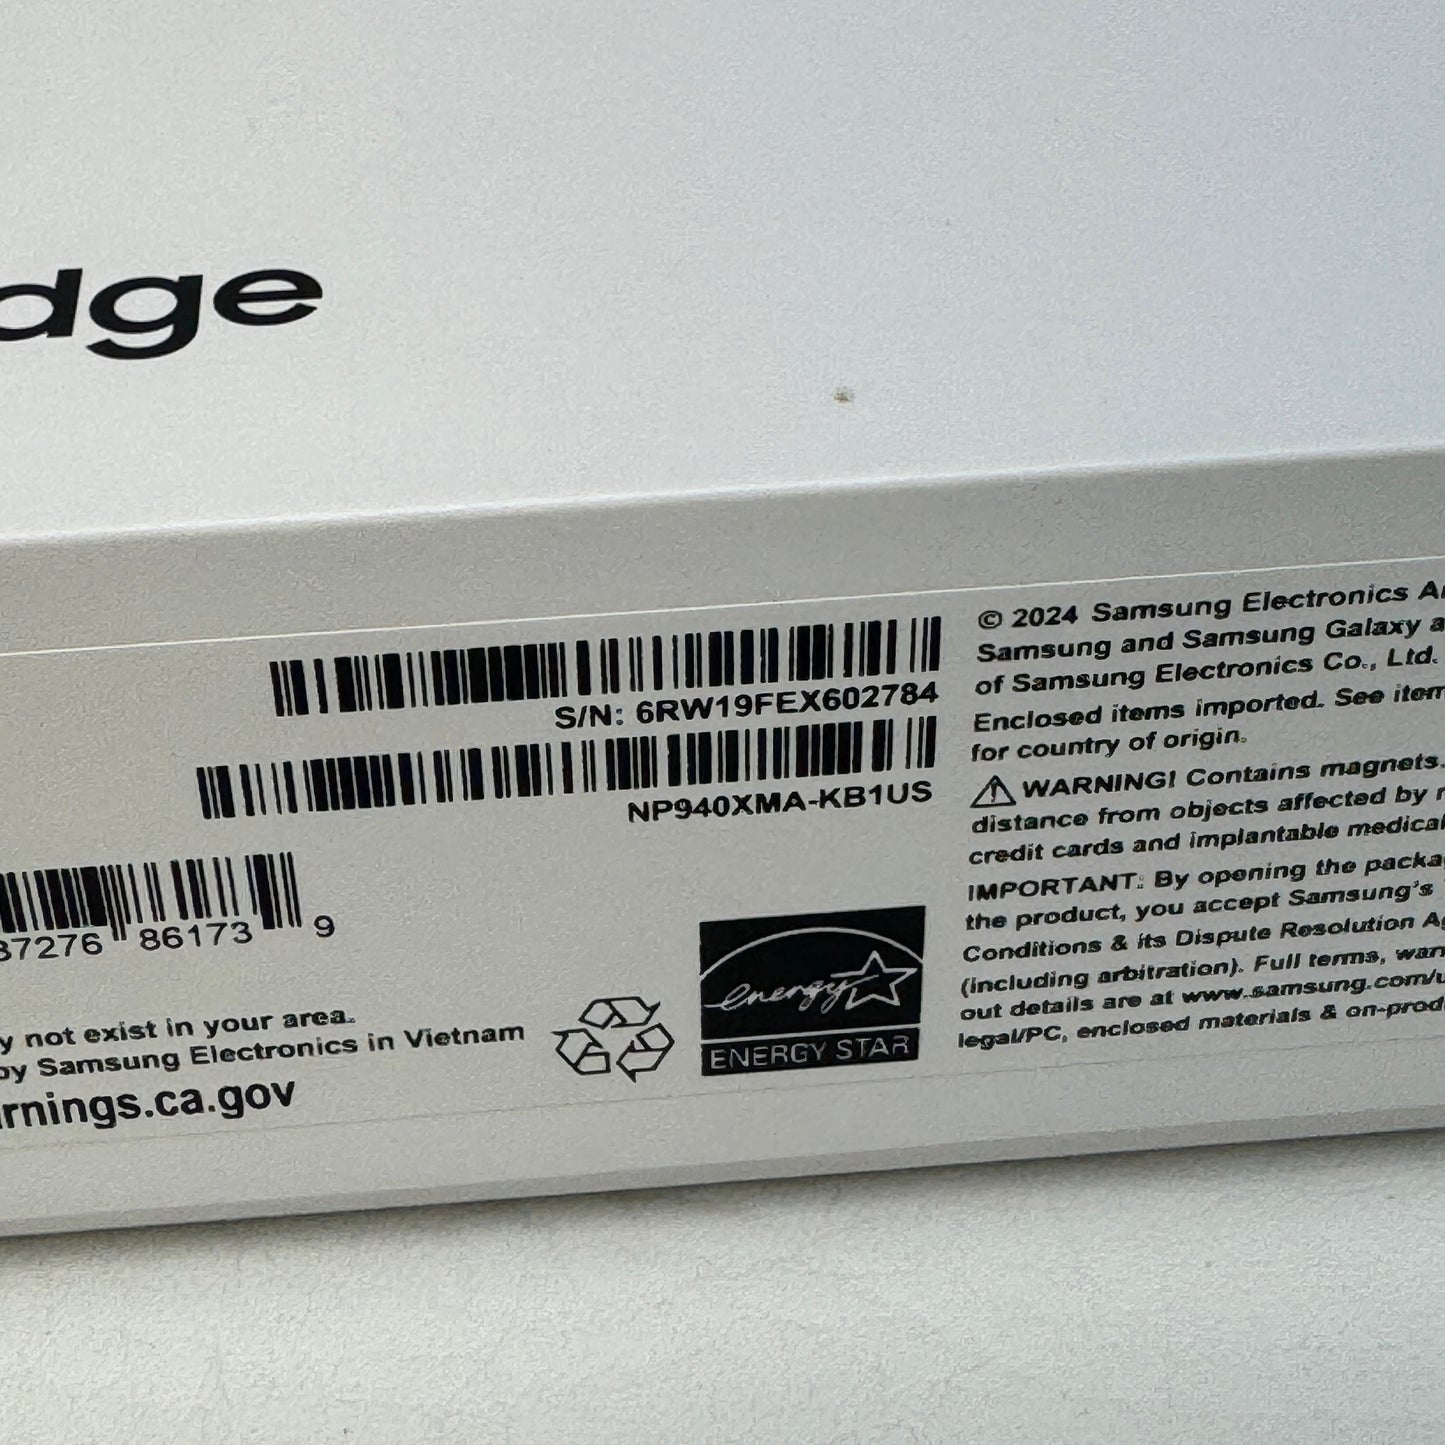 dge
S/N: 6RW19FEX602784
NP940XMA-KB1US
37276 86173 9
y not exist in your area.
by Samsung Electronics in Vietnam
rnings.ca.gov
energy
ENERGY STAR
© 2024 Samsung Electronics A
Samsung and Samsung Galaxy a
of Samsung Electronics Co., Ltd.
Enclosed items imported. See item
for country of origin.
WARNING! Contains magnets.
distance from objects affected by
credit cards and implantable medical
IMPORTANT: By opening the packa
the product, you accept Samsung's
Conditions & its Dispute Resolution A
(including arbitration). Full terms, warr
out details are at www.samsung.com/u
legal/PC, enclosed materials & on-prod